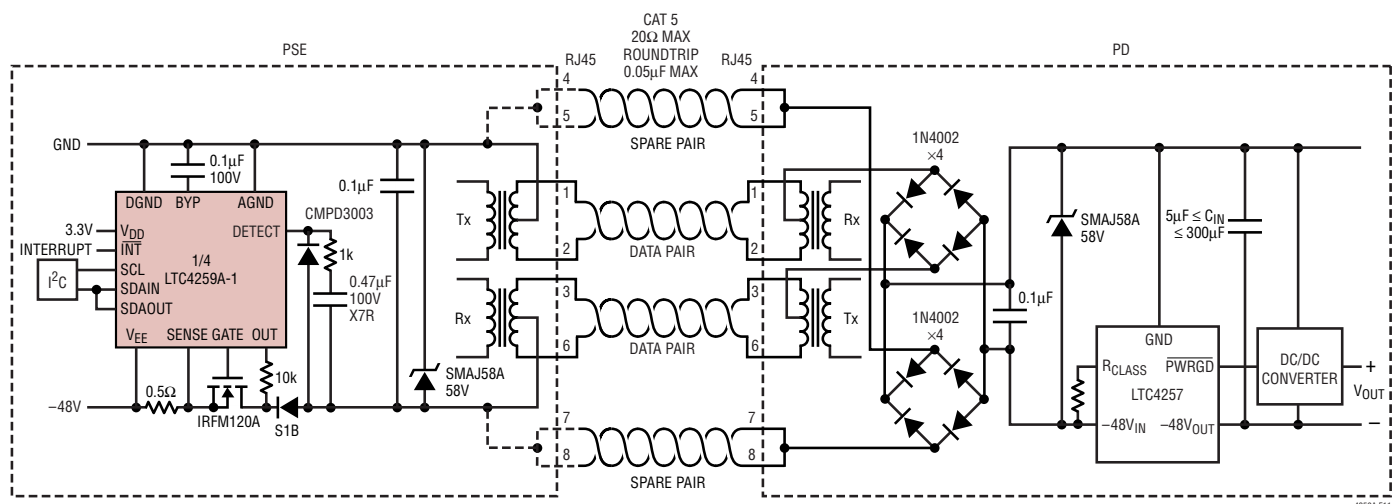 CAT 5
20Ω MAX
ROUNDTRIP
0.05µF MAX
PSE
RJ45
RJ45
PD
4
5
4
5
SPARE PAIR
GND
0.1µF
100V
0.1µF
DGND BYP AGND
CMPD3003
3.3V
VDD
DETECT
INTERRUPT
INT
1k
I2C
SCL
1/4
LTC4259A-1
SDAIN
SDAOUT
0.47µF
100V
X7R
VEE SENSE GATE OUT
10k
0.5Ω
–48V
IRFM120A
S1B
SMAJ58A
58V
Tx
1
2
DATA PAIR
1
2
Rx
Rx
3
6
DATA PAIR
3
6
Tx
7
8
7
8
SPARE PAIR
1N4002
×4
1N4002
×4
0.1µF
SMAJ58A
58V
5µF ≤ CIN
≤ 300µF
GND
RCLASS
PWRGD
LTC4257
–48VIN
–48VOUT
DC/DC
CONVERTER
+
VOUT
–